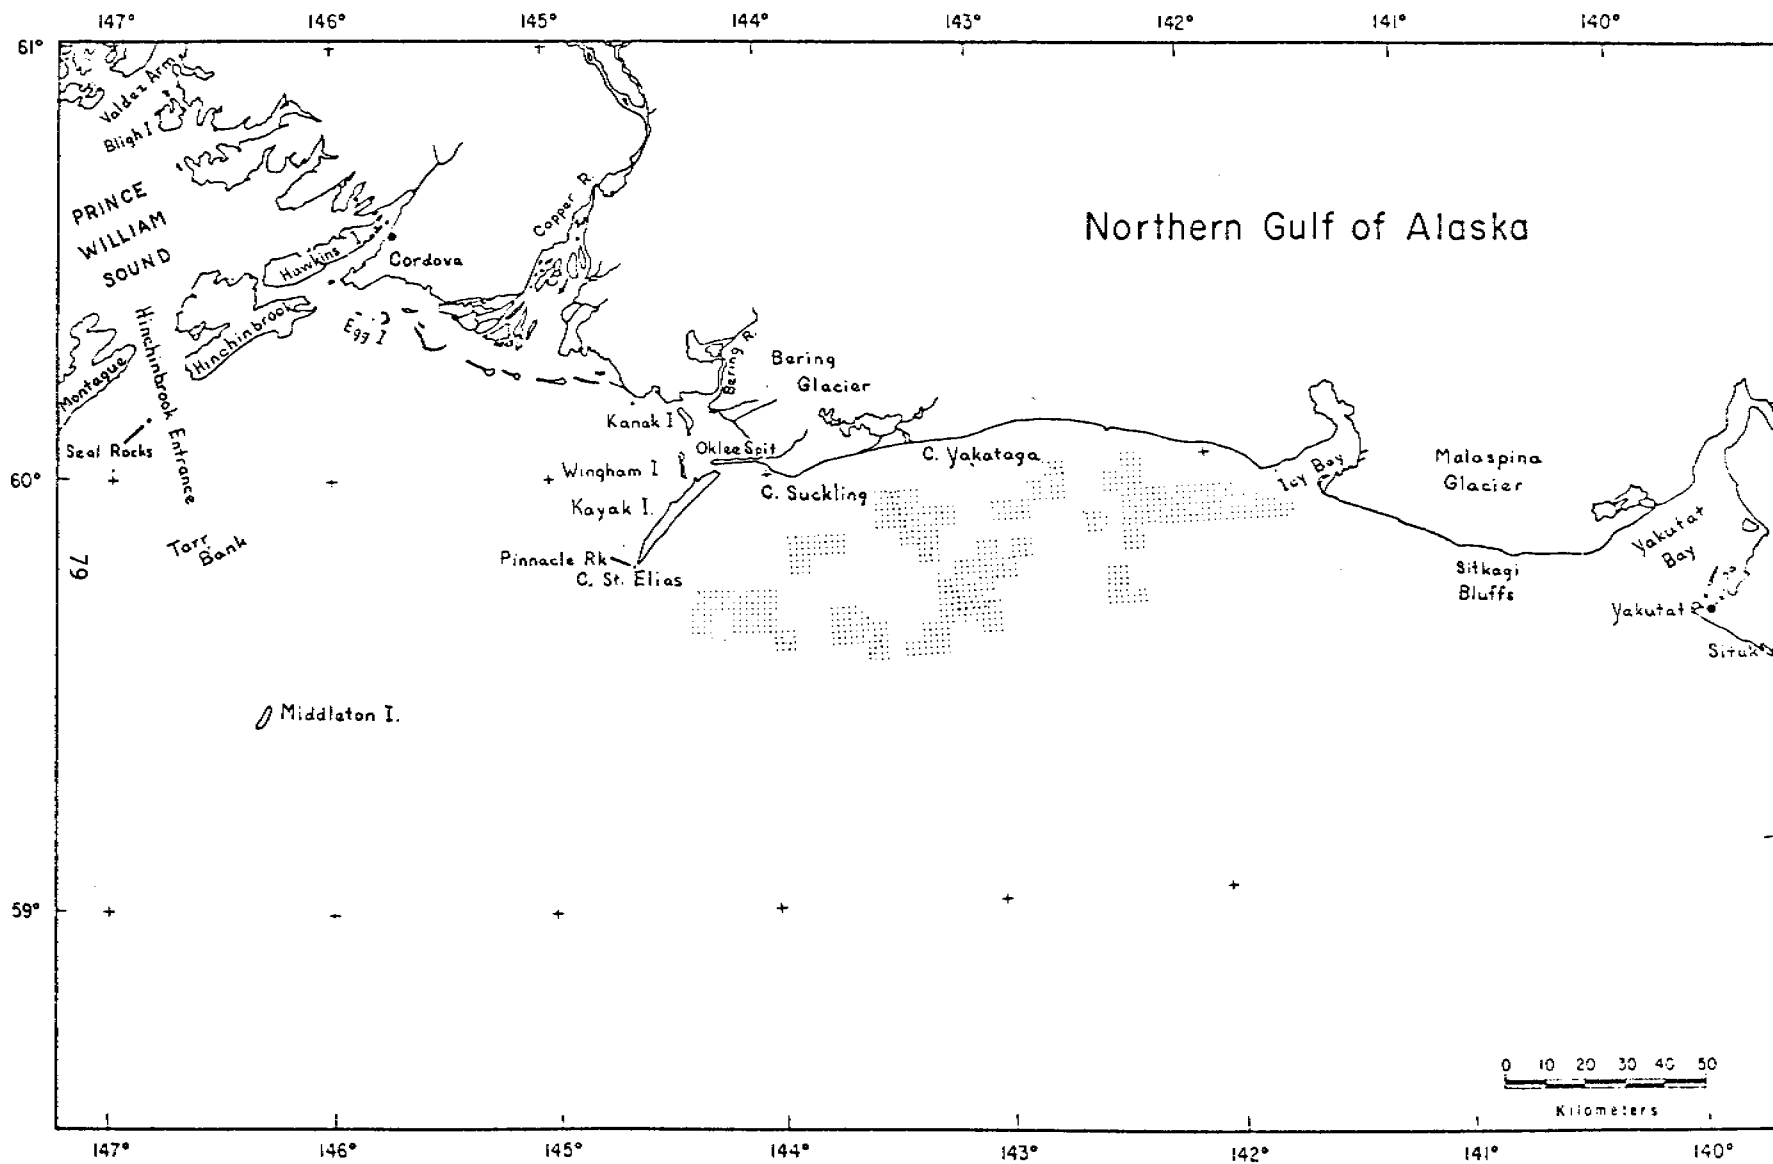 147° 146° 145° 144° 143° 142° 141° 140°
61°
Valdez Arm
Bligh I
PRINCE
WILLIAM
SOUND
Copper R.
Northern Gulf of Alaska
Hawkins I
Cordova
Hinchinbrook
Egg I
Hinchinbrook Entrance
Montague
Bering R.
Bering
Glacier
Kanak I
Seal Rocks
Oklee Spit
C. Yakataga
Icy Bay
Malaspina
Glacier
60°
Wingham I
C. Suckling
Kayak I.
Yakutat
Bay
Tarr
Bank
79
Pinnacle Rk
C. St. Elias
Sitkagi
Bluffs
Yakutat
Situk
Middleton I.
59°
0 10 20 30 40 50
Kilometers
147° 146° 145° 144° 143° 142° 141° 140°